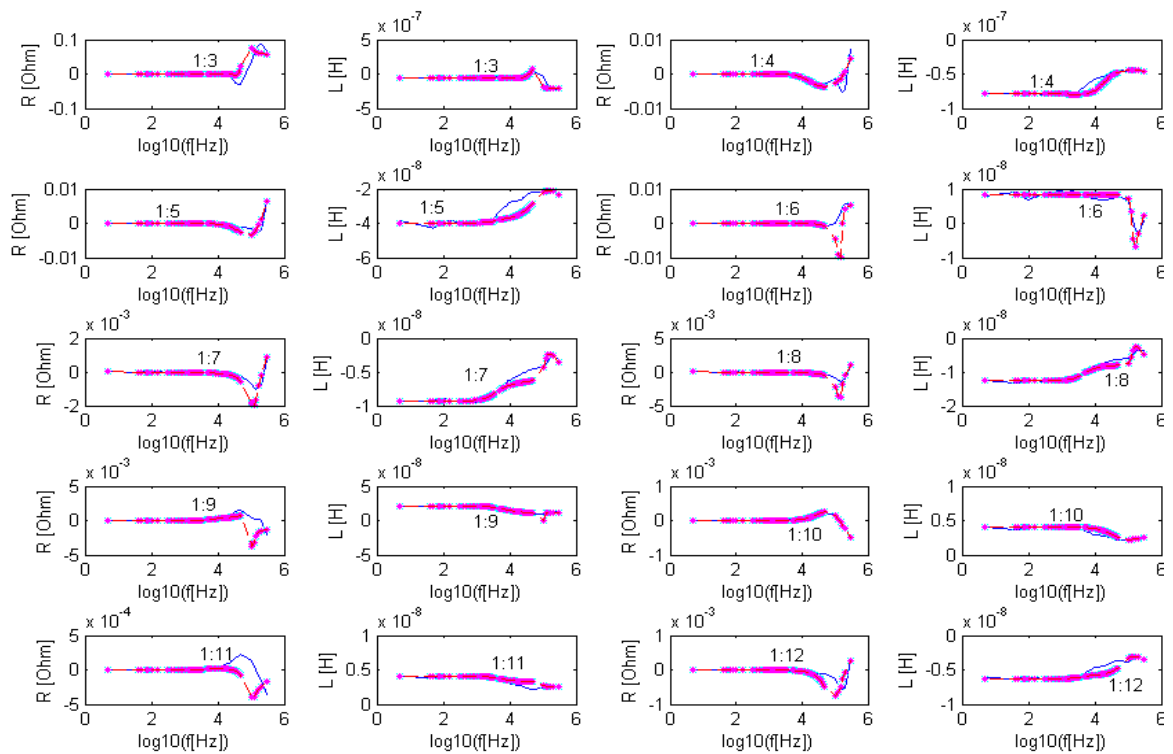 0.1
R [Ohm]
0
-0.1
1:3
0 2 4 6
log10(f[Hz])
x 10^-7
5
L [H]
0
-5
1:3
0 2 4 6
log10(f[Hz])
0.01
R [Ohm]
0
-0.01
1:4
0 2 4 6
log10(f[Hz])
x 10^-7
0
L [H]
-0.5
-1
1:4
0 2 4 6
log10(f[Hz])
0.01
R [Ohm]
0
-0.01
1:5
0 2 4 6
log10(f[Hz])
x 10^-8
-2
L [H]
-4
-6
1:5
0 2 4 6
log10(f[Hz])
0.01
R [Ohm]
0
-0.01
1:6
0 2 4 6
log10(f[Hz])
x 10^-8
1
L [H]
0
-1
1:6
0 2 4 6
log10(f[Hz])
x 10^-3
2
R [Ohm]
0
-2
1:7
0 2 4 6
log10(f[Hz])
x 10^-8
0
L [H]
-0.5
-1
1:7
0 2 4 6
log10(f[Hz])
x 10^-3
5
R [Ohm]
0
-5
1:8
0 2 4 6
log10(f[Hz])
x 10^-8
0
L [H]
-1
-2
1:8
0 2 4 6
log10(f[Hz])
x 10^-3
5
R [Ohm]
0
-5
1:9
0 2 4 6
log10(f[Hz])
x 10^-8
5
L [H]
0
-5
1:9
0 2 4 6
log10(f[Hz])
x 10^-3
1
R [Ohm]
0
-1
1:10
0 2 4 6
log10(f[Hz])
x 10^-8
1
L [H]
0.5
0
1:10
0 2 4 6
log10(f[Hz])
x 10^-4
5
R [Ohm]
0
-5
1:11
0 2 4 6
log10(f[Hz])
x 10^-8
1
L [H]
0.5
0
1:11
0 2 4 6
log10(f[Hz])
x 10^-3
1
R [Ohm]
0
-1
1:12
0 2 4 6
log10(f[Hz])
x 10^-8
0
L [H]
-0.5
-1
1:12
0 2 4 6
log10(f[Hz])